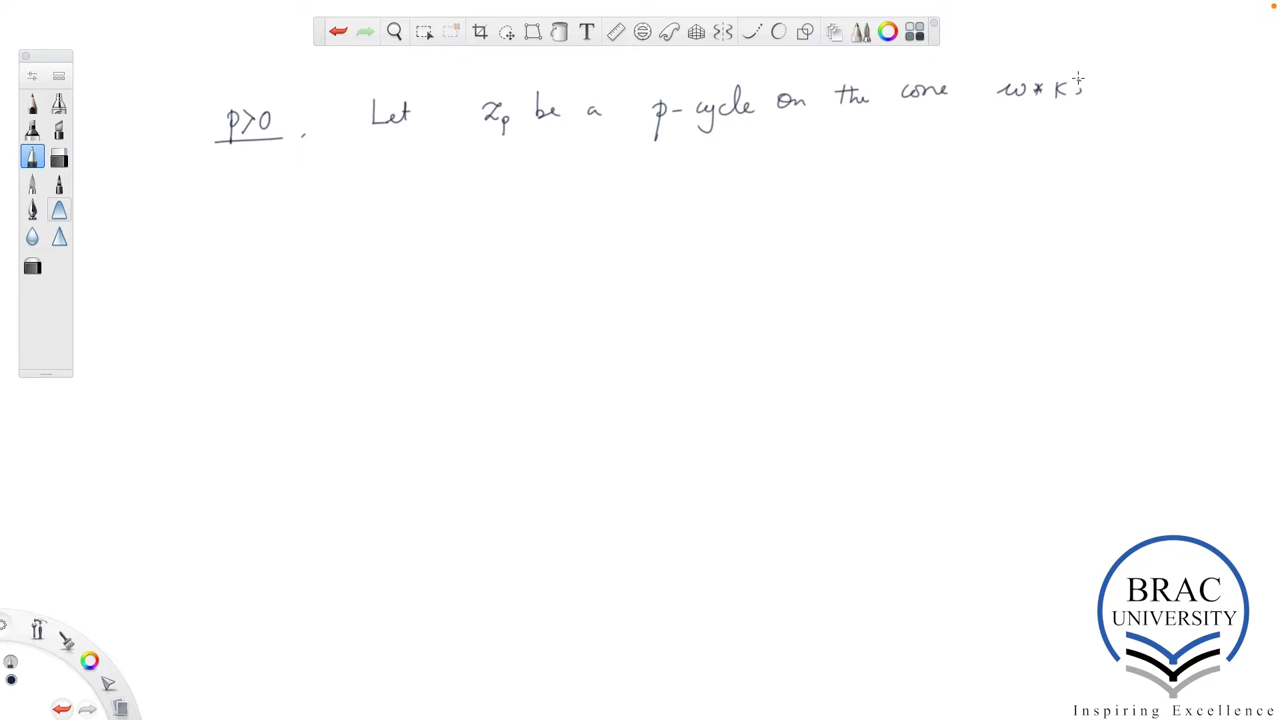 p>0 . Let z_p be a p-cycle on the cone w * K;
BRAC
UNIVERSITY
Inspiring Excellence